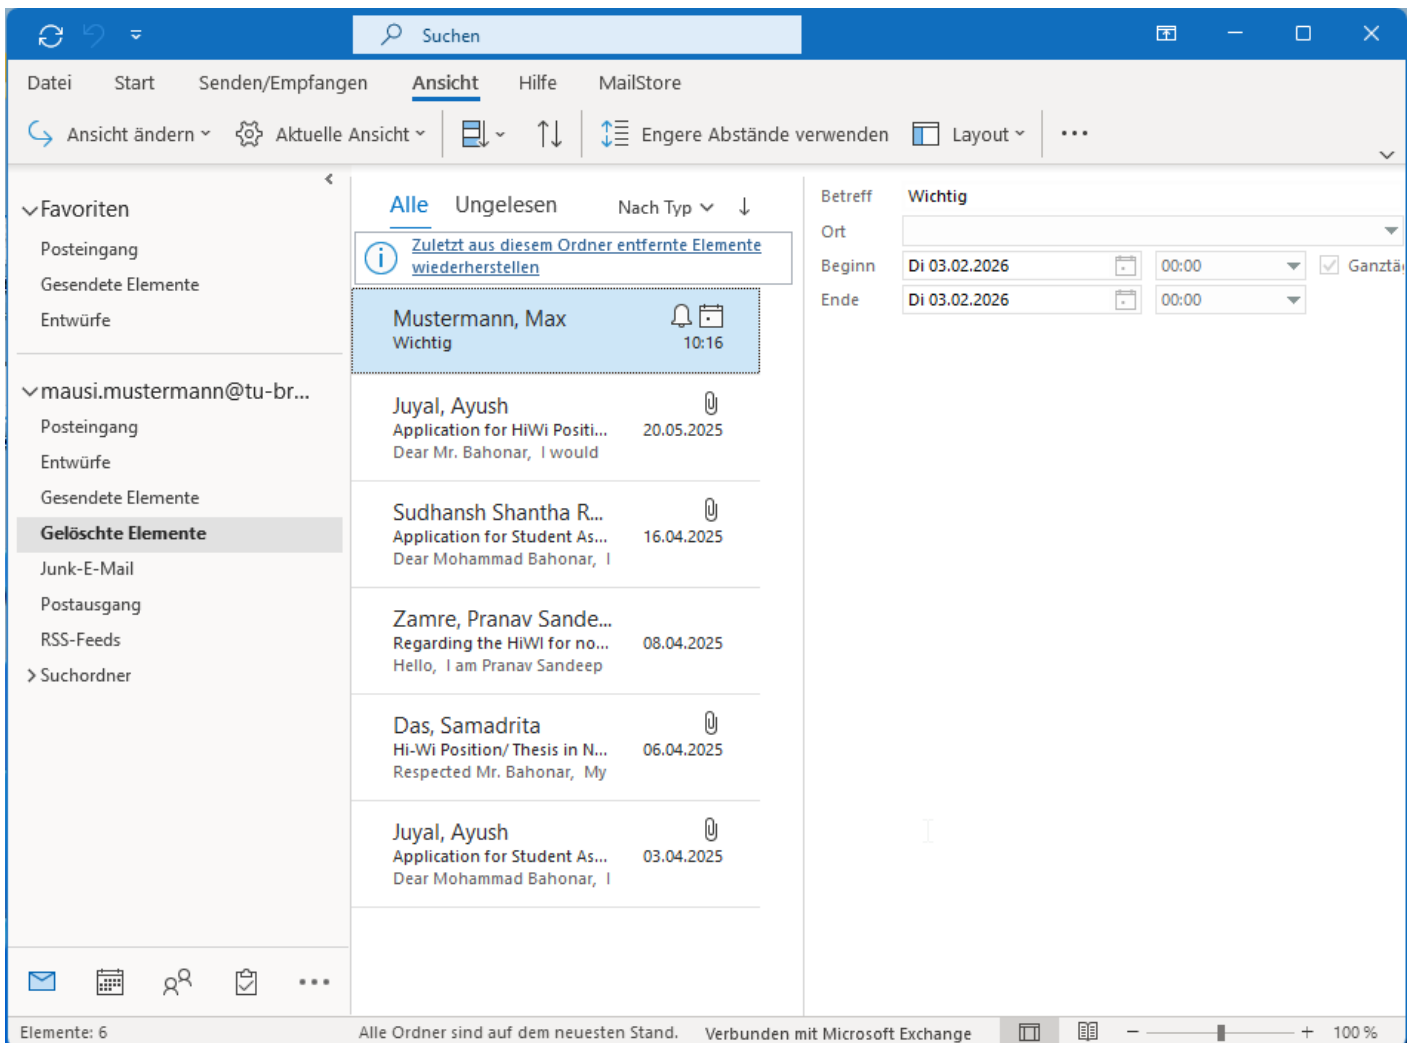 Suchen
Datei Start Senden/Empfangen Ansicht Hilfe MailStore
Ansicht ändern Aktuelle Ansicht Engere Abstände verwenden Layout
Favoriten
Posteingang
Gesendete Elemente
Entwürfe
mausi.mustermann@tu-br...
Posteingang
Entwürfe
Gesendete Elemente
Gelöschte Elemente
Junk-E-Mail
Postausgang
RSS-Feeds
Suchordner
Alle Ungelesen Nach Typ
Zuletzt aus diesem Ordner entfernte Elemente
wiederherstellen
Mustermann, Max
Wichtig 10:16
Juyal, Ayush
Application for HiWi Positi... 20.05.2025
Dear Mr. Bahonar, I would
Sudhansh Shantha R...
Application for Student As... 16.04.2025
Dear Mohammad Bahonar, I
Zamre, Pranav Sande...
Regarding the HiWI for no... 08.04.2025
Hello, I am Pranav Sandeep
Das, Samadrita
Hi-Wi Position/ Thesis in N... 06.04.2025
Respected Mr. Bahonar, My
Juyal, Ayush
Application for Student As... 03.04.2025
Dear Mohammad Bahonar, I
Betreff Wichtig
Ort
Beginn Di 03.02.2026 00:00 Ganztä
Ende Di 03.02.2026 00:00
Elemente: 6 Alle Ordner sind auf dem neuesten Stand. Verbunden mit Microsoft Exchange 100 %